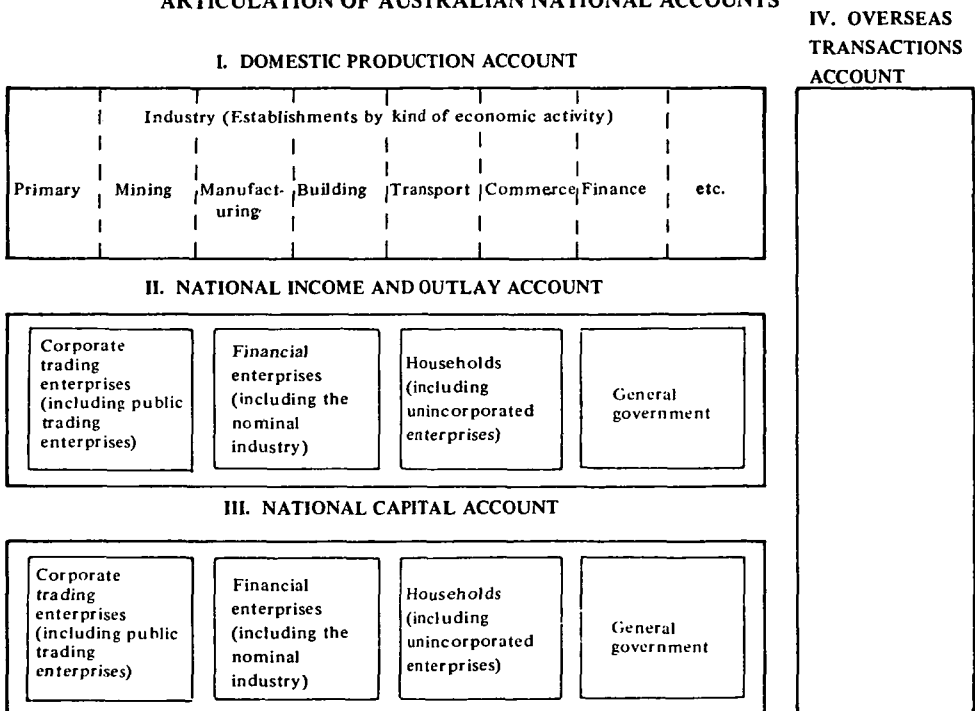 ARTICULATION OF AUSTRALIAN NATIONAL ACCOUNTS
IV. OVERSEAS
TRANSACTIONS
ACCOUNT
I. DOMESTIC PRODUCTION ACCOUNT
Industry (Establishments by kind of economic activity)
Primary Mining Manufact- Building Transport Commerce Finance etc.
uring
II. NATIONAL INCOME AND OUTLAY ACCOUNT
Corporate
trading
enterprises
(including public
trading
enterprises)
Financial
enterprises
(including the
nominal
industry)
Households
(including
unincorporated
enterprises)
General
government
III. NATIONAL CAPITAL ACCOUNT
Corporate
trading
enterprises
(including public
trading
enterprises)
Financial
enterprises
(including the
nominal
industry)
Households
(including
unincorporated
enterprises)
General
government